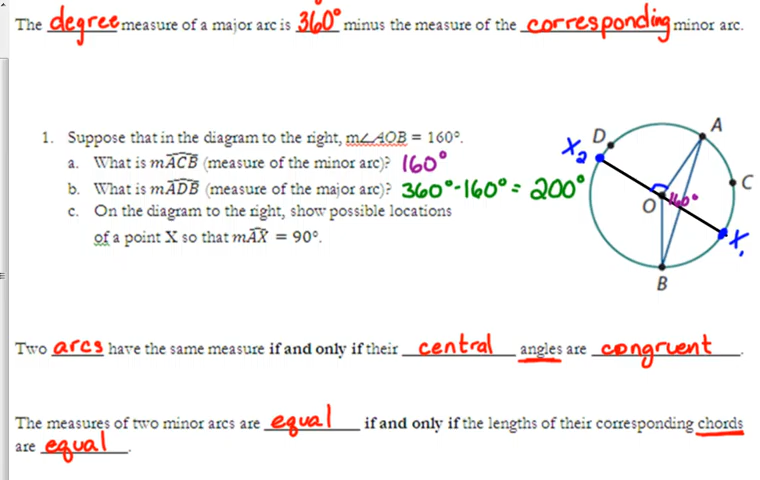 The degree measure of a major arc is 360° minus the measure of the corresponding minor arc.
1. Suppose that in the diagram to the right, m∠AOB = 160°.
a. What is mACB (measure of the minor arc)? 160°
b. What is mADB (measure of the major arc)? 360° - 160° = 200°
c. On the diagram to the right, show possible locations
of a point X so that mAX = 90°.
A
D
X₂
C
O 160°
X₁
B
Two arcs have the same measure if and only if their central angles are congruent.
The measures of two minor arcs are equal if and only if the lengths of their corresponding chords
are equal.